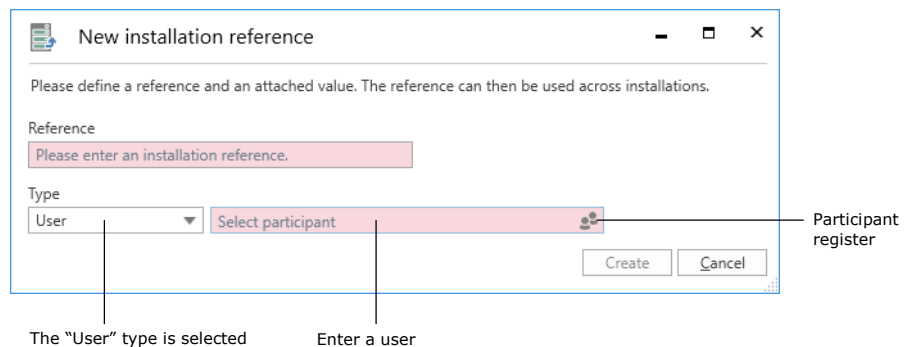 New installation reference
Please define a reference and an attached value. The reference can then be used across installations.
Reference
Please enter an installation reference.
Type
User
Select participant
Participant
register
Create
Cancel
The “User” type is selected
Enter a user